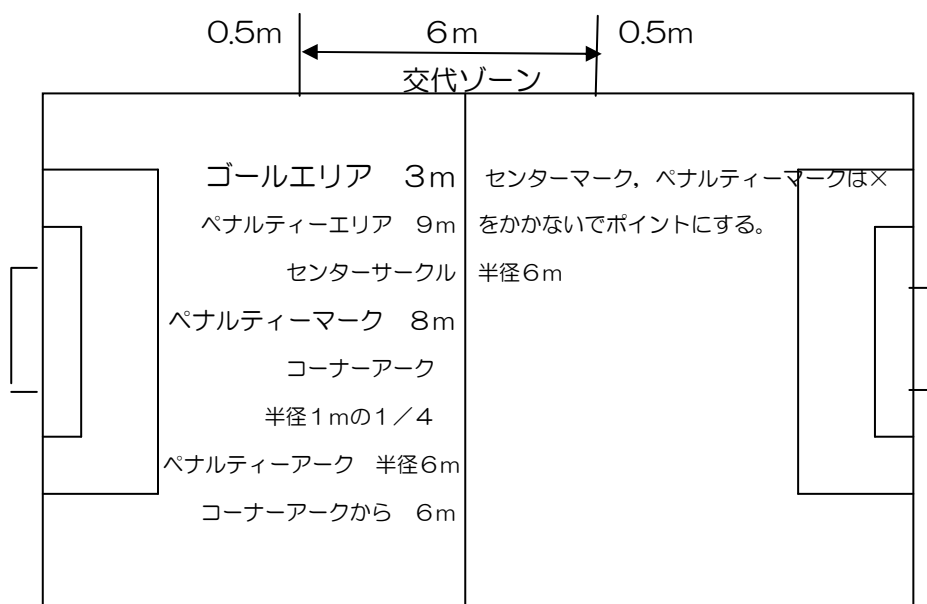 0.5m　6m　0.5m
交代ゾーン
ゴールエリア　3m
ペナルティーエリア　9m
センターサークル　半径6m
ペナルティーマーク　8m
コーナーアーク
半径1mの1／4
ペナルティーアーク　半径6m
コーナーアークから　6m
センターマーク，ペナルティーマークは×
をかかないでポイントにする。